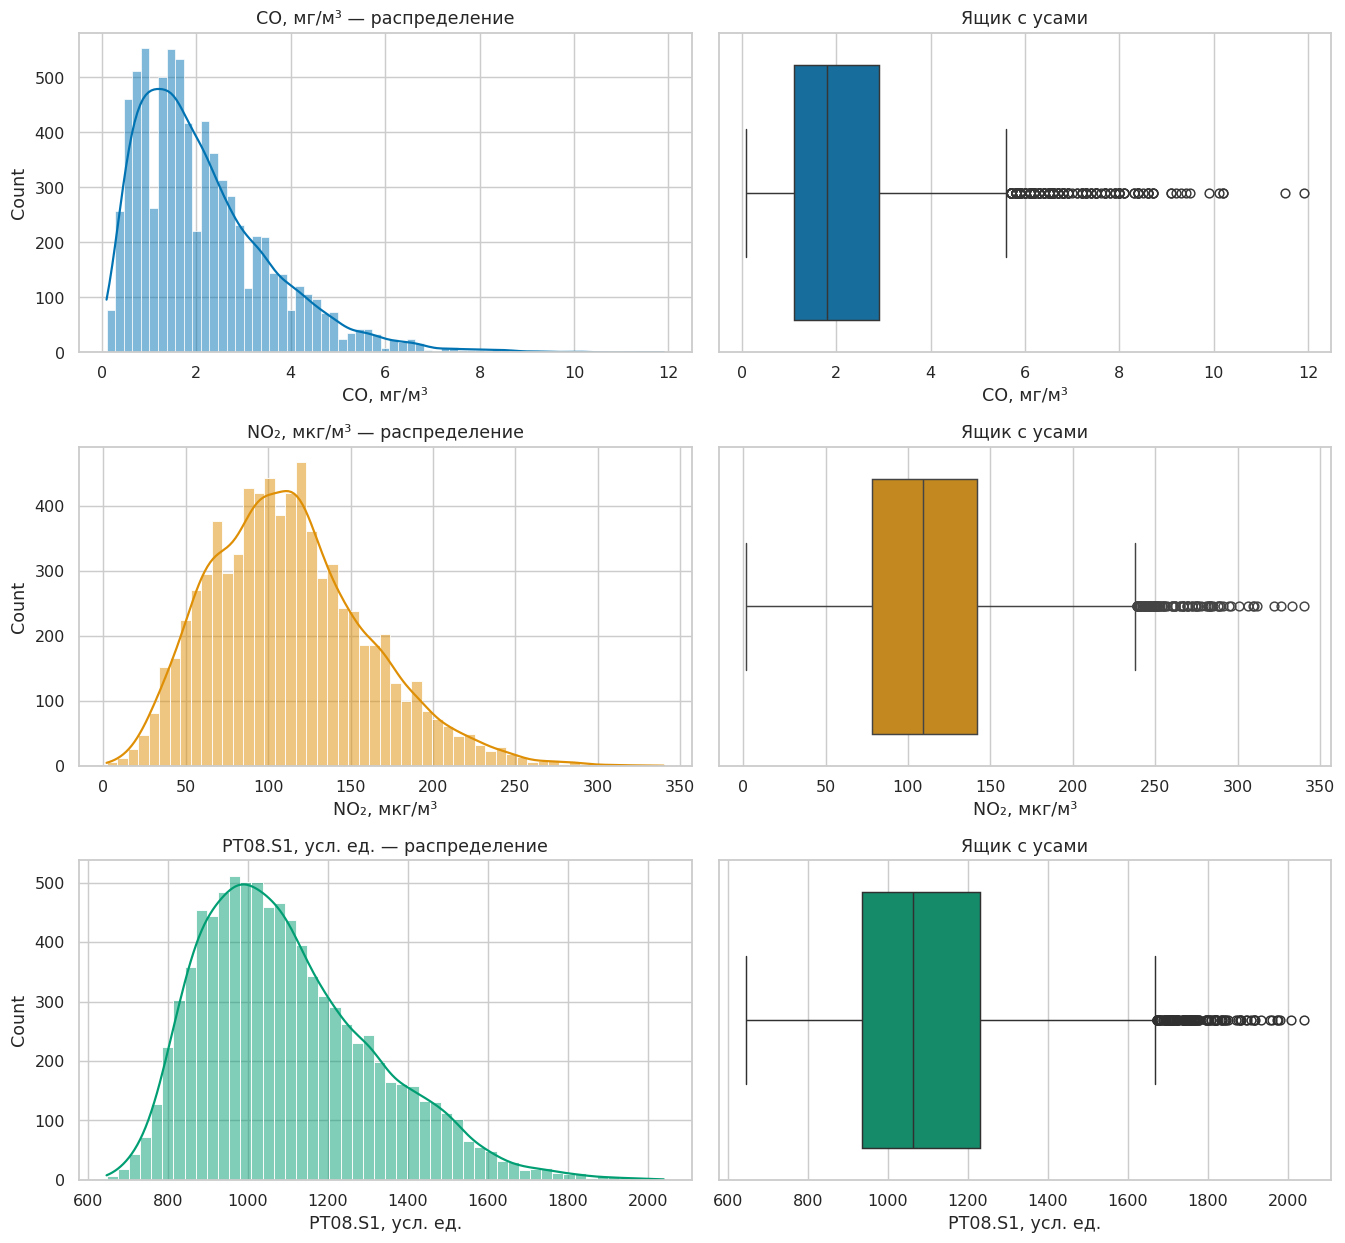 CO, мг/м³ — распределение
Ящик с усами
Count
500
400
300
200
100
0
0 2 4 6 8 10 12
CO, мг/м³
0 2 4 6 8 10 12
CO, мг/м³
NO₂, мкг/м³ — распределение
Ящик с усами
Count
400
300
200
100
0
0 50 100 150 200 250 300 350
NO₂, мкг/м³
0 50 100 150 200 250 300 350
NO₂, мкг/м³
PT08.S1, усл. ед. — распределение
Ящик с усами
Count
500
400
300
200
100
0
600 800 1000 1200 1400 1600 1800 2000
PT08.S1, усл. ед.
600 800 1000 1200 1400 1600 1800 2000
PT08.S1, усл. ед.